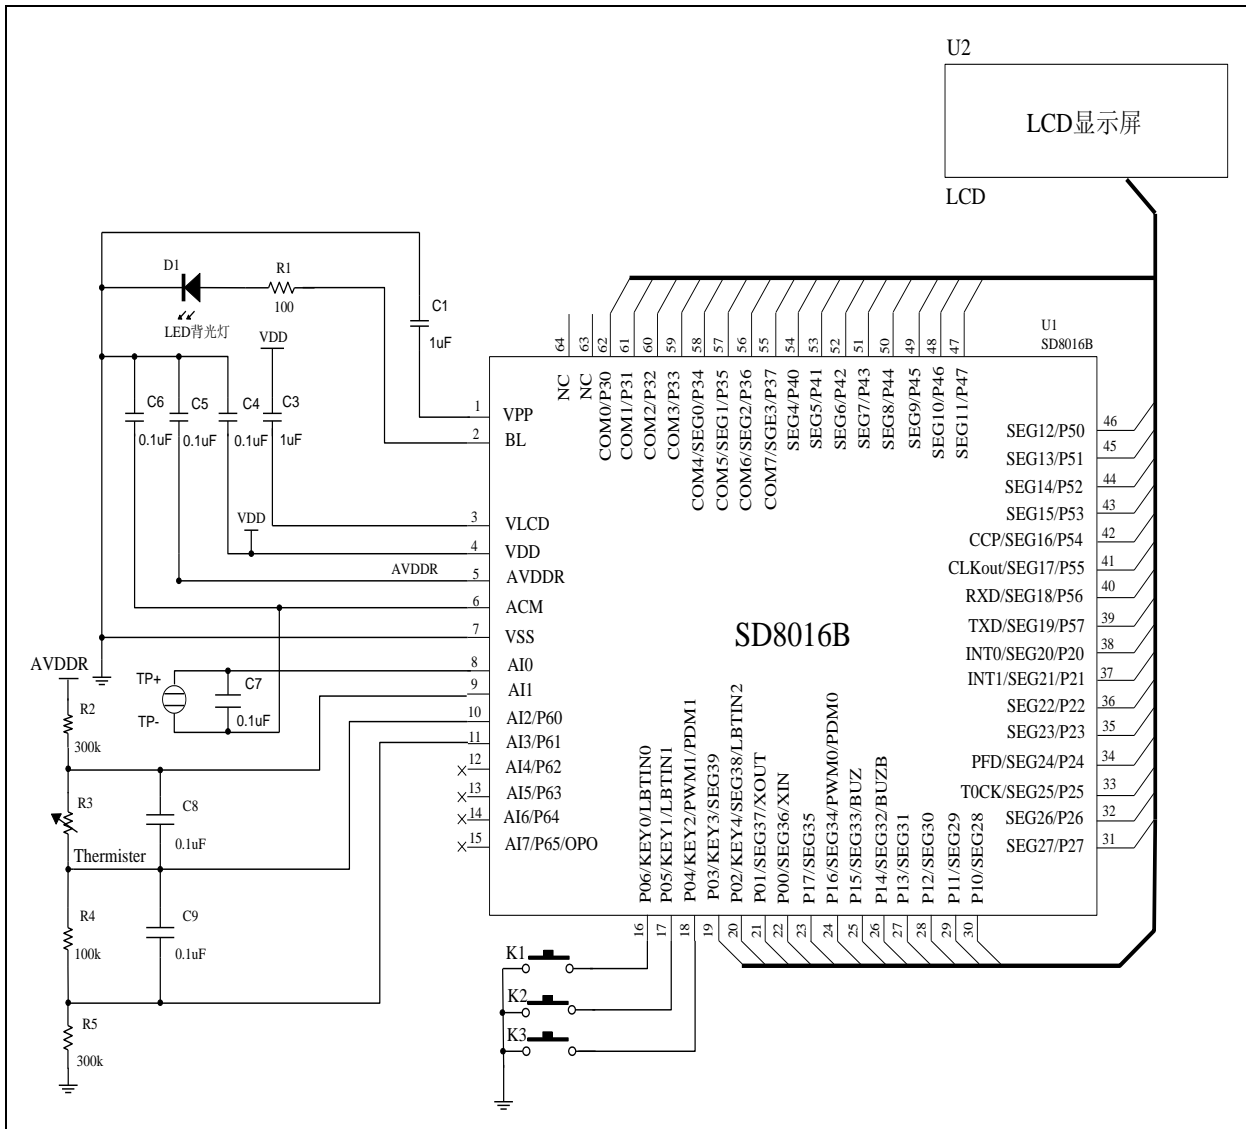 U2
LCD显示屏
LCD
D1
R1
100
LED背光灯
C1
1uF
VDD
C6
0.1uF
C5
0.1uF
C4
0.1uF
C3
1uF
VDD
AVDDR
U1
SD8016B
SD8016B
1 VPP
2 BL
3 VLCD
4 VDD
5 AVDDR
6 ACM
7 VSS
8 AI0
9 AI1
10 AI2/P60
11 AI3/P61
12 AI4/P62
13 AI5/P63
14 AI6/P64
15 AI7/P65/OPO
64 NC
63 NC
62 COM0/P30
61 COM1/P31
60 COM2/P32
59 COM3/P33
58 COM4/SEG0/P34
57 COM5/SEG1/P35
56 COM6/SEG2/P36
55 COM7/SGE3/P37
54 SEG4/P40
53 SEG5/P41
52 SEG6/P42
51 SEG7/P43
50 SEG8/P44
49 SEG9/P45
48 SEG10/P46
47 SEG11/P47
SEG12/P50 46
SEG13/P51 45
SEG14/P52 44
SEG15/P53 43
CCP/SEG16/P54 42
CLKout/SEG17/P55 41
RXD/SEG18/P56 40
TXD/SEG19/P57 39
INT0/SEG20/P20 38
INT1/SEG21/P21 37
SEG22/P22 36
SEG23/P23 35
PFD/SEG24/P24 34
T0CK/SEG25/P25 33
SEG26/P26 32
SEG27/P27 31
P06/KEY0/LBTIN0 16
P05/KEY1/LBTIN1 17
P04/KEY2/PWM1/PDM1 18
P03/KEY3/SEG39 19
P02/KEY4/SEG38/LBTIN2 20
P01/SEG37/XOUT 21
P00/SEG36/XIN 22
P17/SEG35 23
P16/SEG34/PWM0/PDM0 24
P15/SEG33/BUZ 25
P14/SEG32/BUZB 26
P13/SEG31 27
P12/SEG30 28
P11/SEG29 29
P10/SEG28 30
AVDDR
TP+
TP-
C7
0.1uF
R2
300k
R3
Thermister
C8
0.1uF
R4
100k
C9
0.1uF
R5
300k
K1
K2
K3